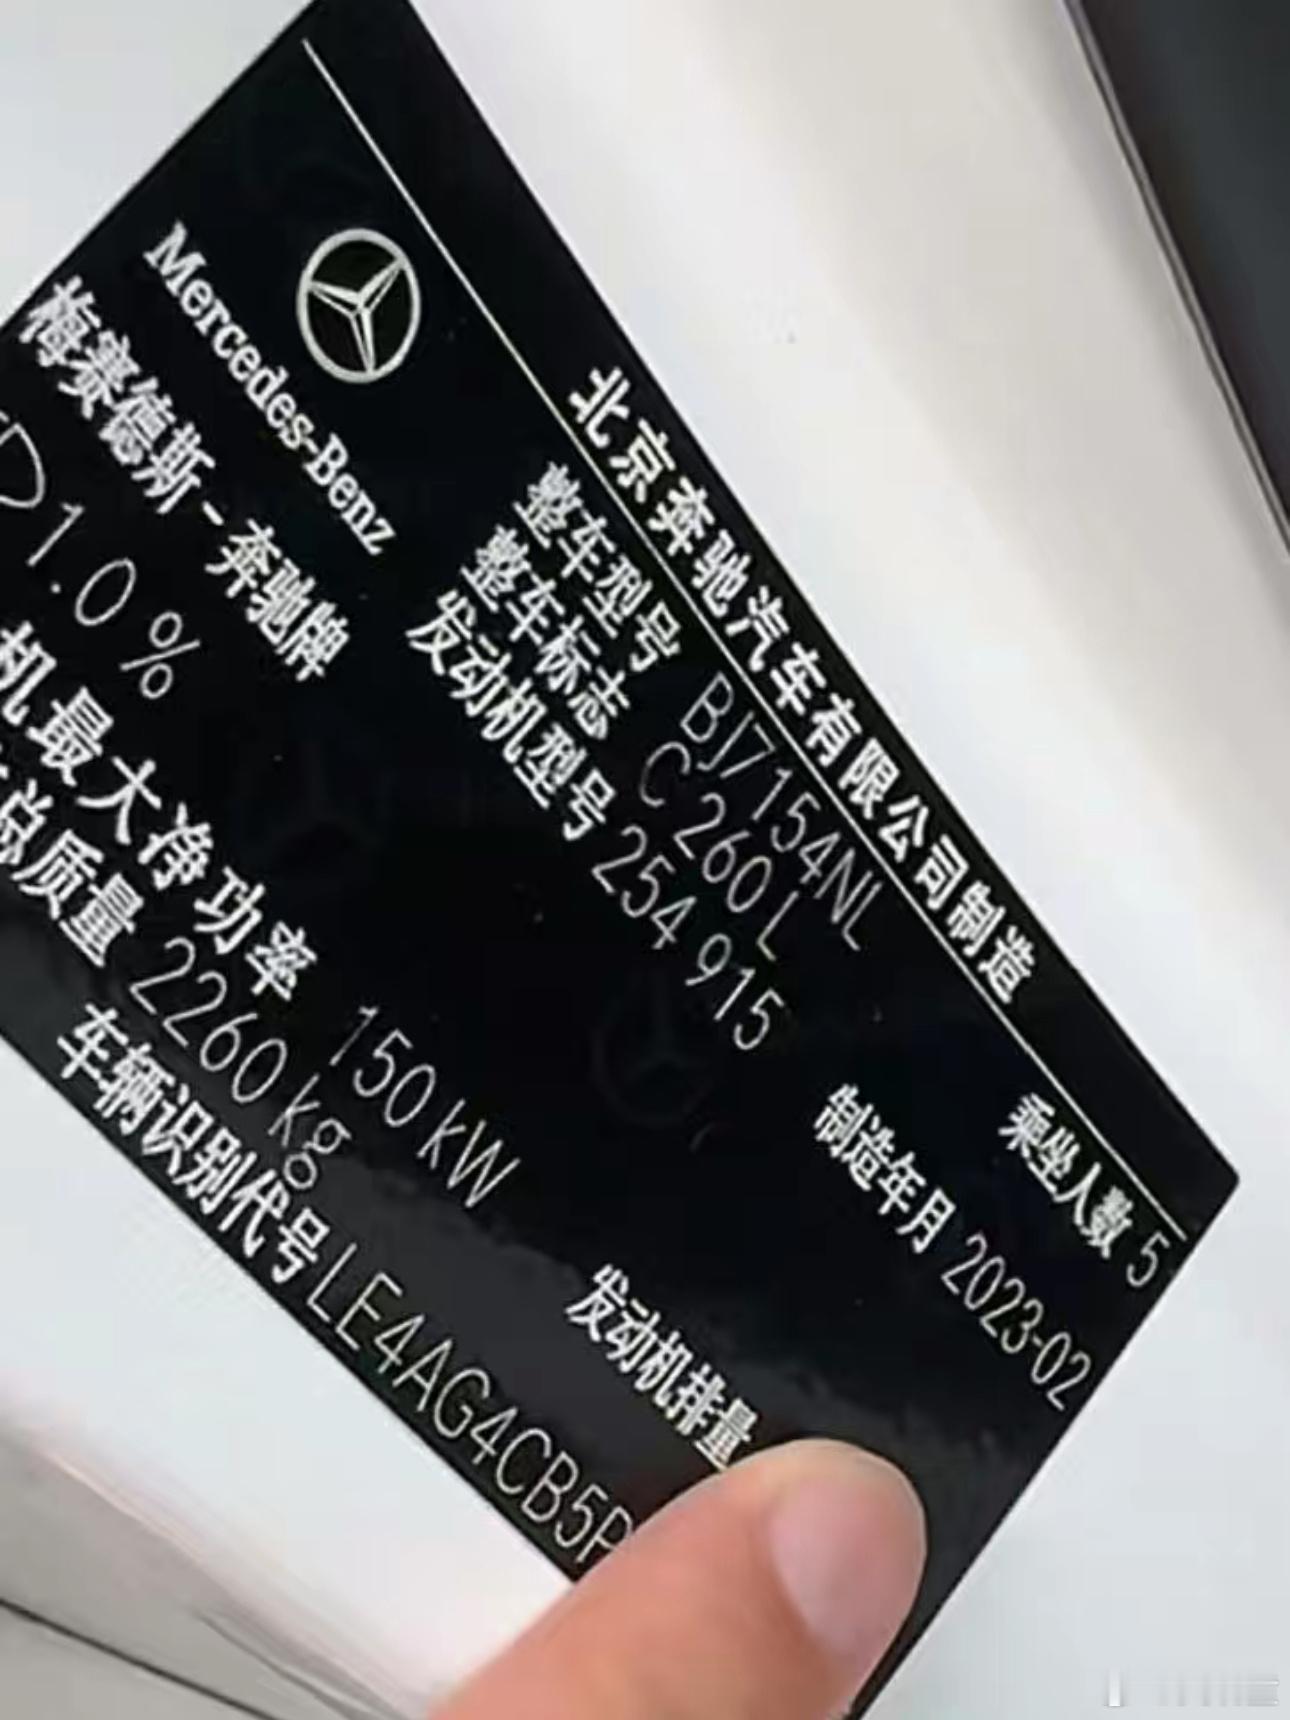 北京奔驰汽车有限公司制造
整车型号 BJ7154NL
乘坐人数 5
整车标志 C 260 L
发动机型号 254 915
制造年月 2023-02
Mercedes-Benz
梅赛德斯-奔驰牌
1.0 %
机最大净功率 150 kW
发动机排量
总质量 2260 kg
车辆识别代号 LE4AG4CB5P